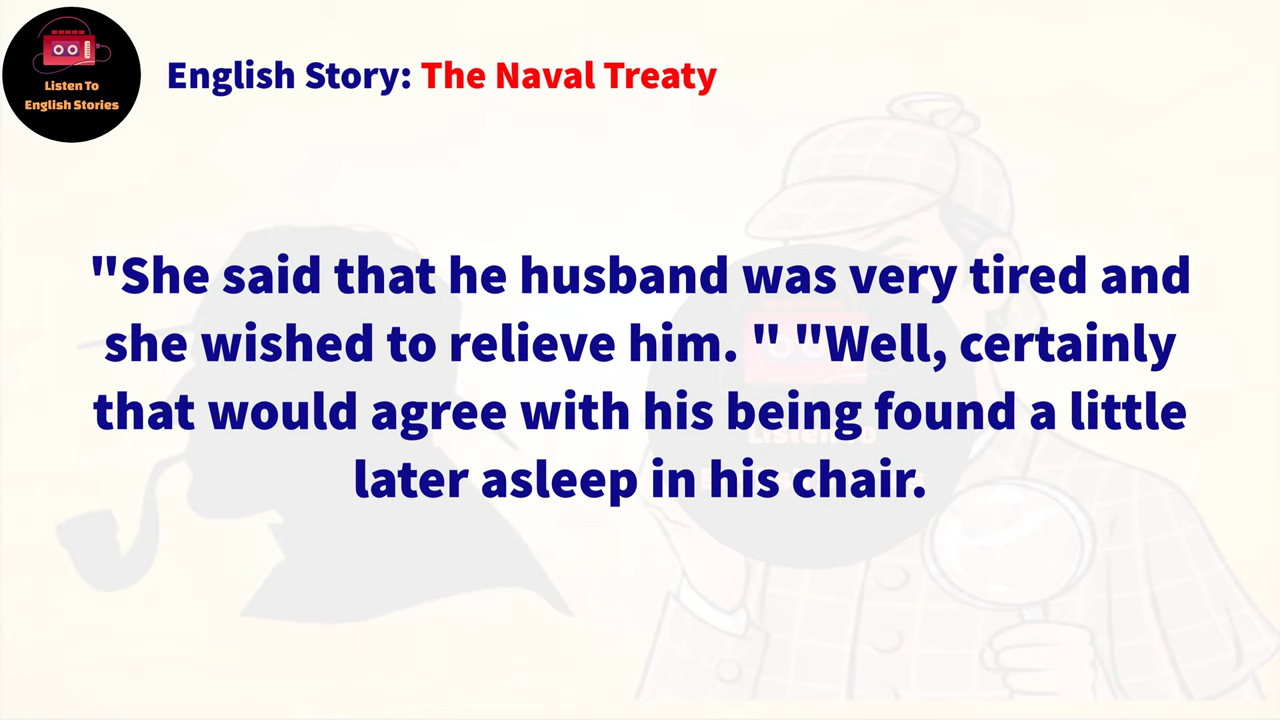 Listen To
English Stories
English Story: The Naval Treaty
"She said that he husband was very tired and
she wished to relieve him. " "Well, certainly
that would agree with his being found a little
later asleep in his chair.